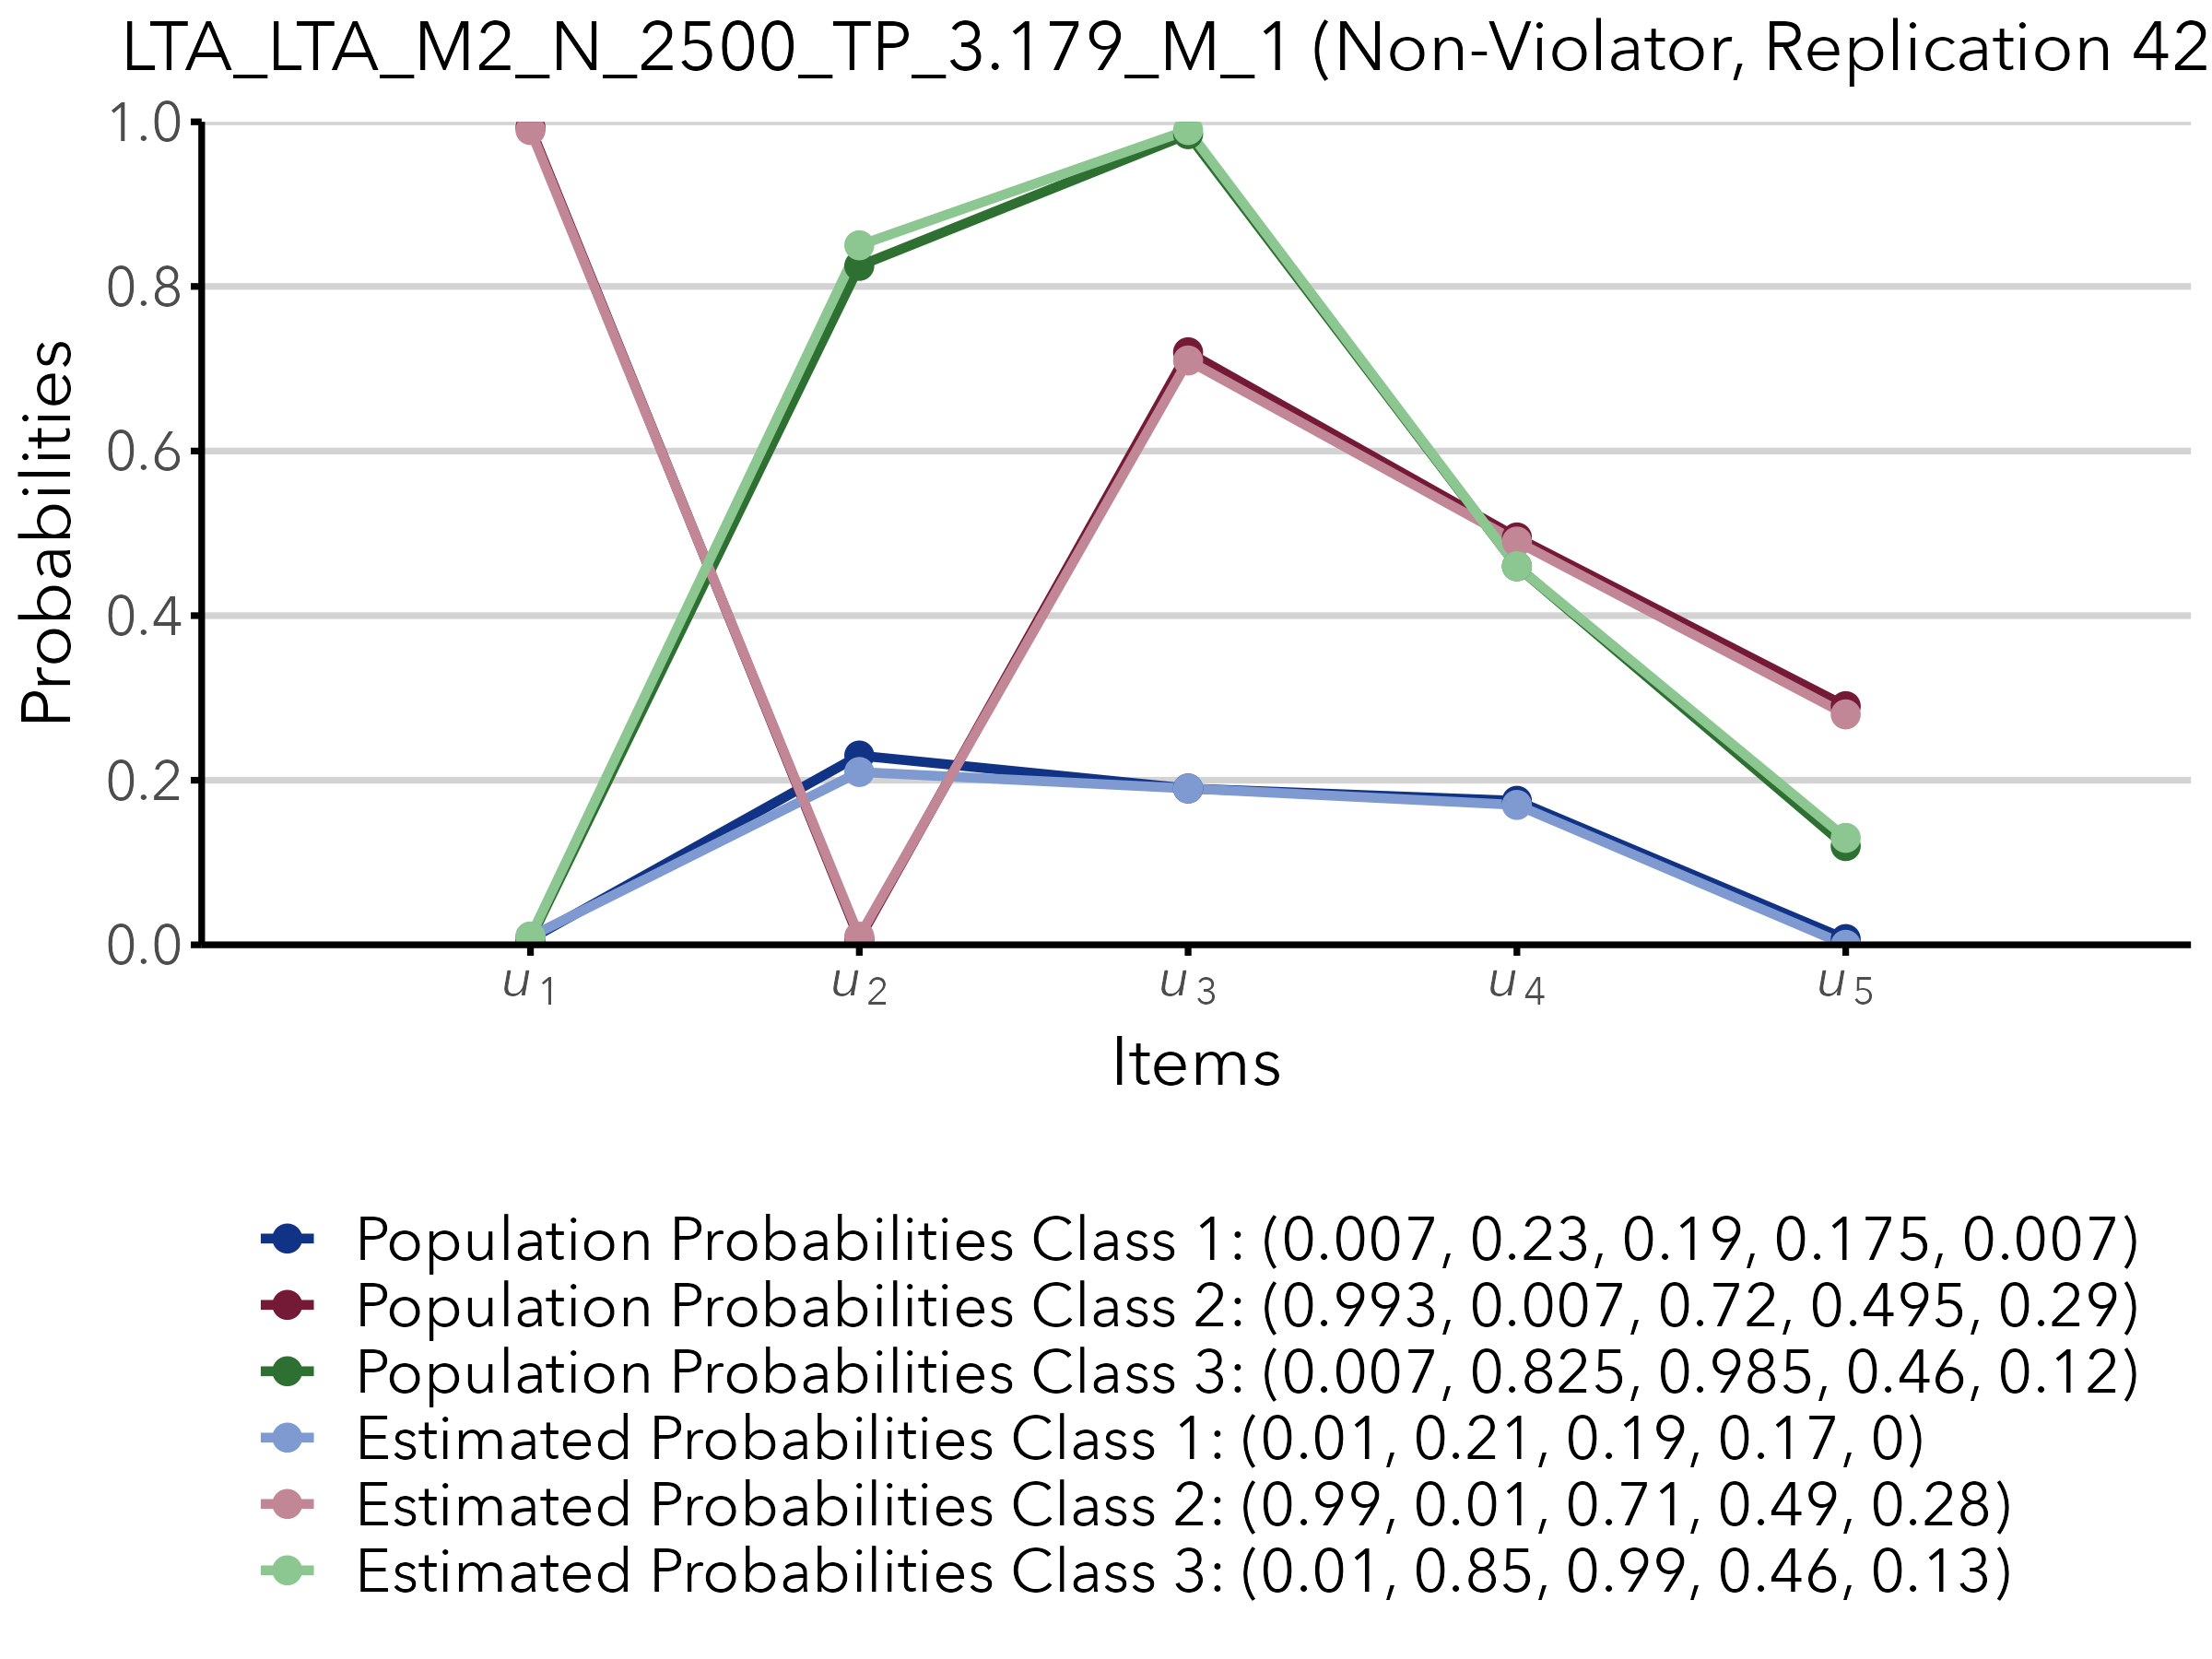 LTA_LTA_M2_N_2500_TP_3.179_M_1 (Non-Violator, Replication 42
1.0
0.8
0.6
0.4
0.2
0.0
Probabilities
u1 u2 u3 u4 u5
Items
Population Probabilities Class 1: (0.007, 0.23, 0.19, 0.175, 0.007)
Population Probabilities Class 2: (0.993, 0.007, 0.72, 0.495, 0.29)
Population Probabilities Class 3: (0.007, 0.825, 0.985, 0.46, 0.12)
Estimated Probabilities Class 1: (0.01, 0.21, 0.19, 0.17, 0)
Estimated Probabilities Class 2: (0.99, 0.01, 0.71, 0.49, 0.28)
Estimated Probabilities Class 3: (0.01, 0.85, 0.99, 0.46, 0.13)